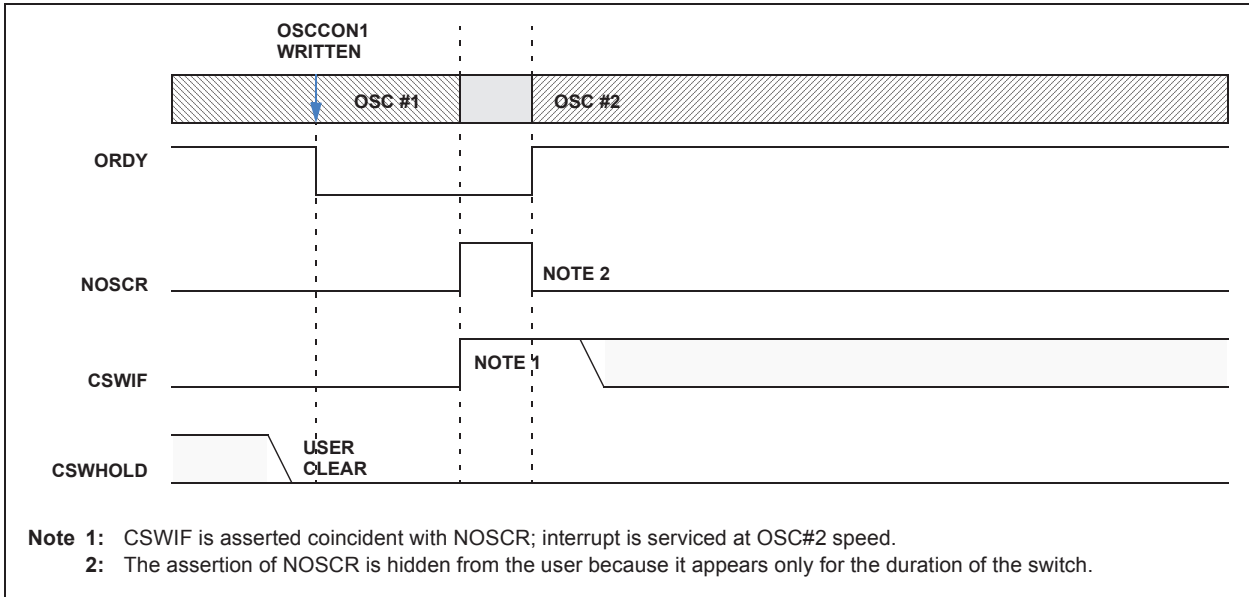 OSCCON1
WRITTEN
OSC #1
OSC #2
ORDY
NOSCR
NOTE 2
CSWIF
NOTE 1
CSWHOLD
USER
CLEAR
Note 1: CSWIF is asserted coincident with NOSCR; interrupt is serviced at OSC#2 speed.
2: The assertion of NOSCR is hidden from the user because it appears only for the duration of the switch.